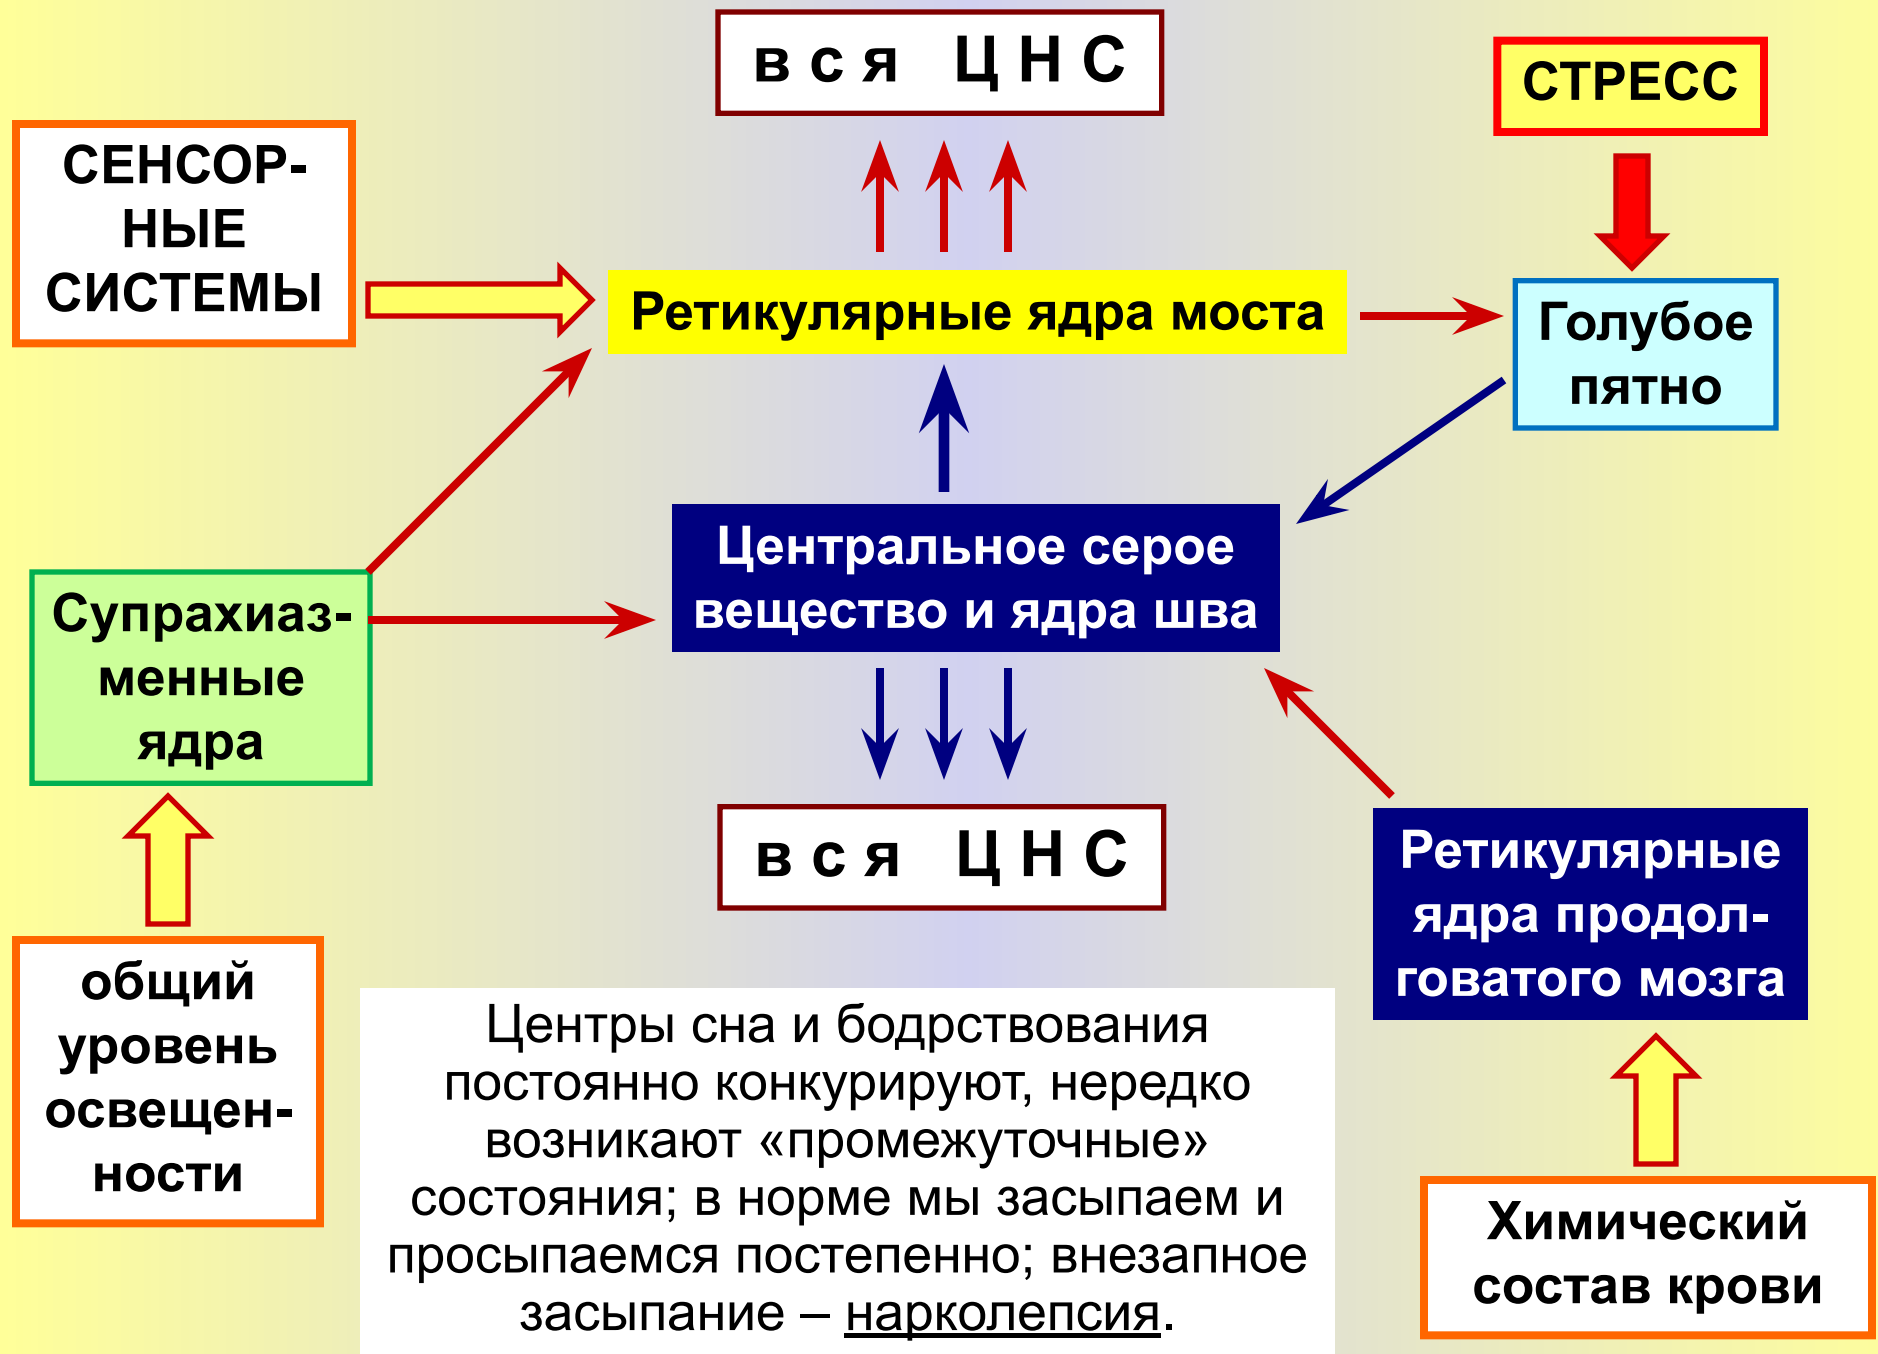 в с я Ц Н С
СТРЕСС
СЕНСОР-
НЫЕ
СИСТЕМЫ
Ретикулярные ядра моста
Голубое
пятно
Центральное серое
вещество и ядра шва
Супрахиаз-
менные
ядра
в с я Ц Н С
Ретикулярные
ядра продол-
говатого мозга
общий
уровень
освещен-
ности
Центры сна и бодрствования
постоянно конкурируют, нередко
возникают «промежуточные»
состояния; в норме мы засыпаем и
просыпаемся постепенно; внезапное
засыпание – нарколепсия.
Химический
состав крови